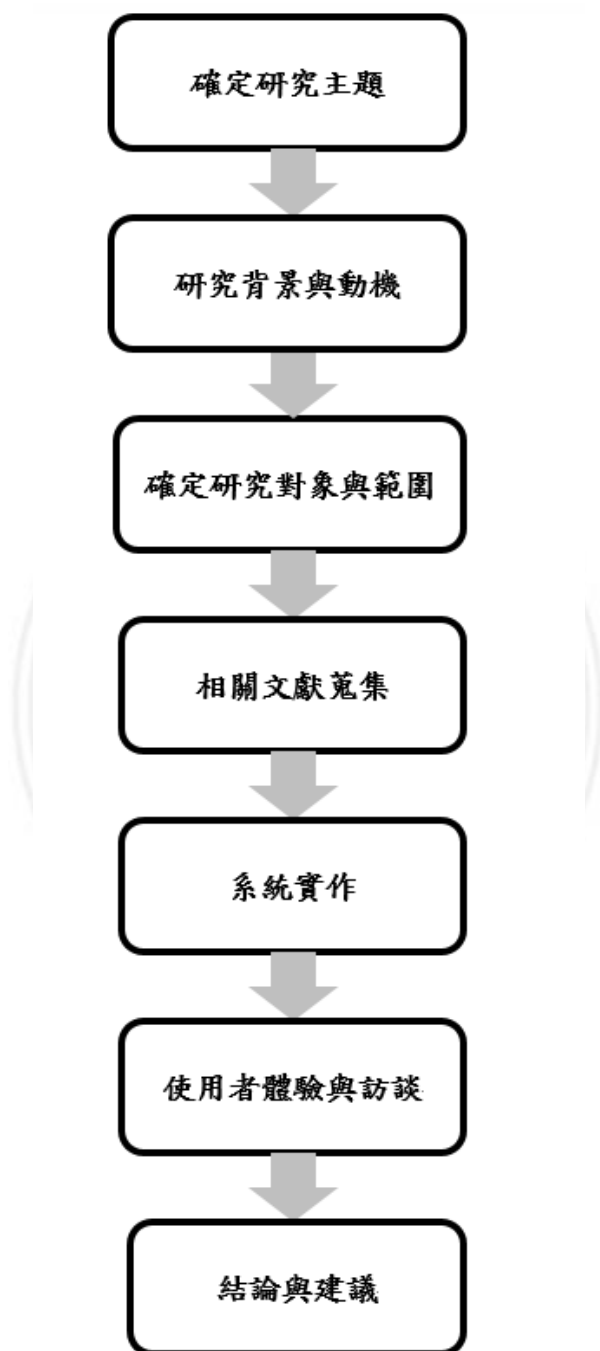 確定研究主題
研究背景與動機
確定研究對象與範圍
相關文獻蒐集
系統實作
使用者體驗與訪談
結論與建議